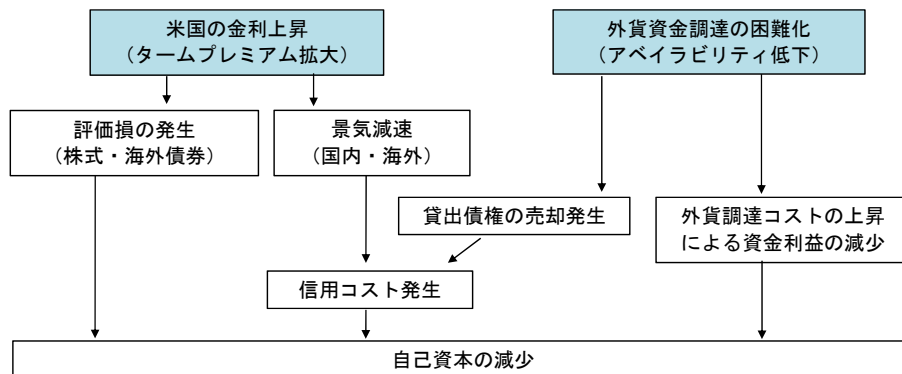 米国の金利上昇
(タームプレミアム拡大)
外貨資金調達の困難化
(アベイラビリティ低下)
評価損の発生
(株式・海外債券)
景気減速
(国内・海外)
貸出債権の売却発生
外貨調達コストの上昇
による資金利益の減少
信用コスト発生
自己資本の減少